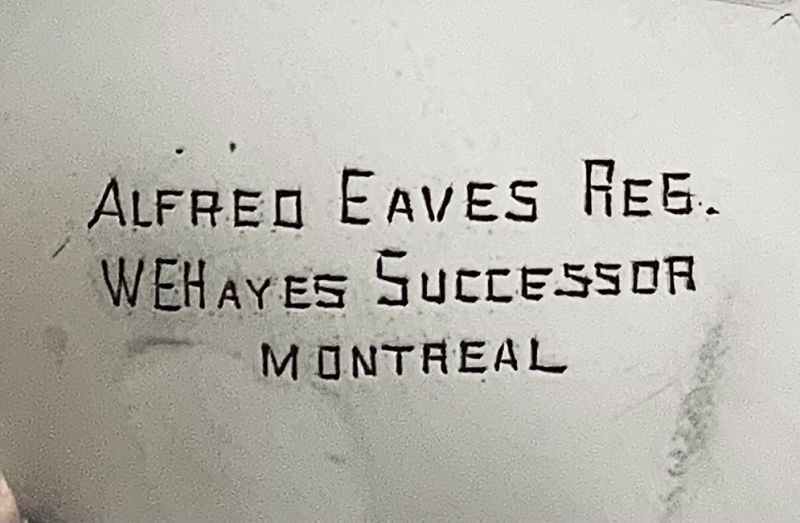 Alfred Eaves Reg.
WEHayes Successor
MONTREAL